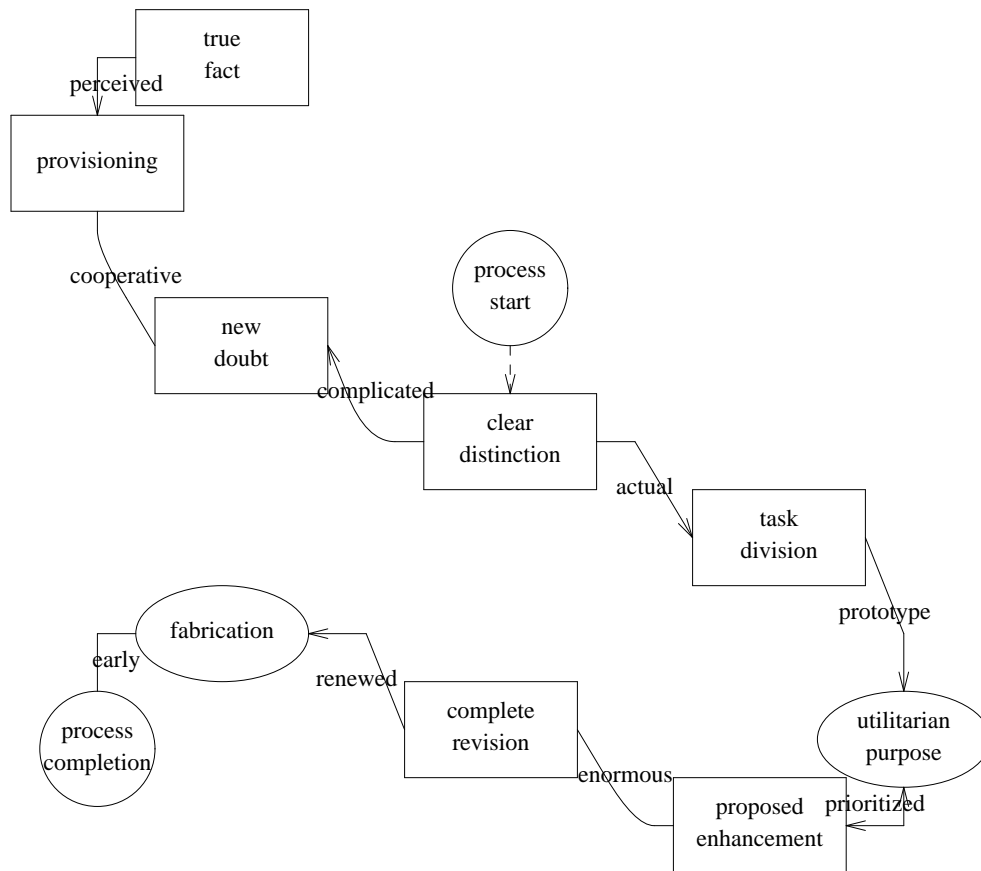 true
fact
perceived
provisioning
cooperative
process
start
new
doubt
complicated
clear
distinction
actual
task
division
prototype
fabrication
early
renewed
process
completion
complete
revision
utilitarian
purpose
enormous
prioritized
proposed
enhancement